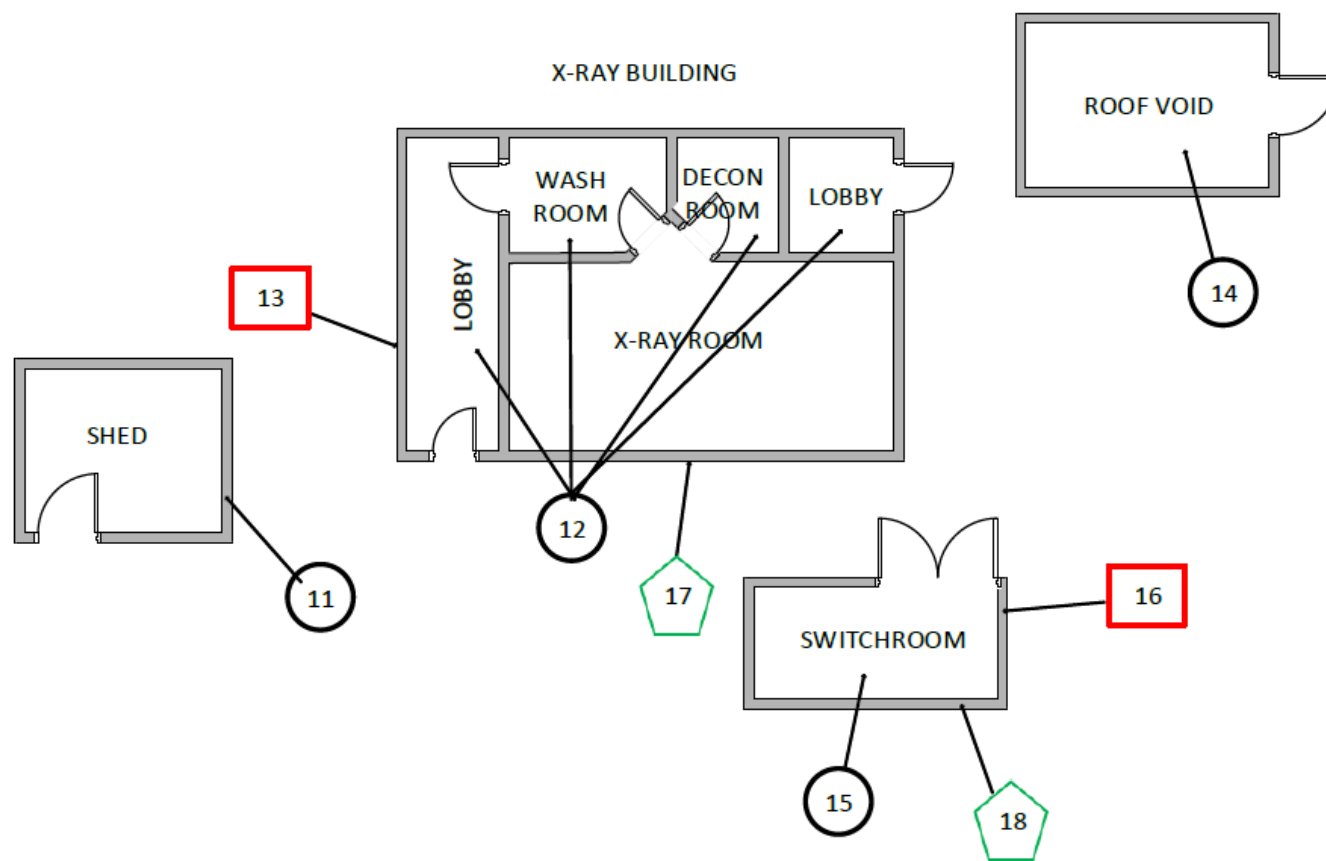 X-RAY BUILDING
ROOF VOID
WASH
ROOM
DECON
ROOM
LOBBY
LOBBY
13
14
X-RAY ROOM
SHED
12
11
17
16
SWITCHROOM
15
18